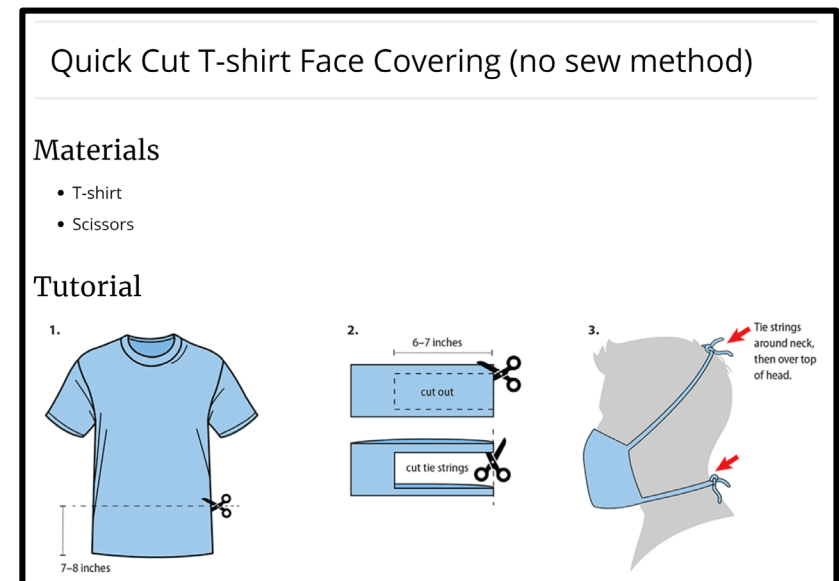 Quick Cut T-shirt Face Covering (no sew method)
Materials
• T-shirt
• Scissors
Tutorial
1.
7–8 inches
2.
6–7 inches
cut out
cut tie strings
3.
Tie strings
around neck,
then over top
of head.